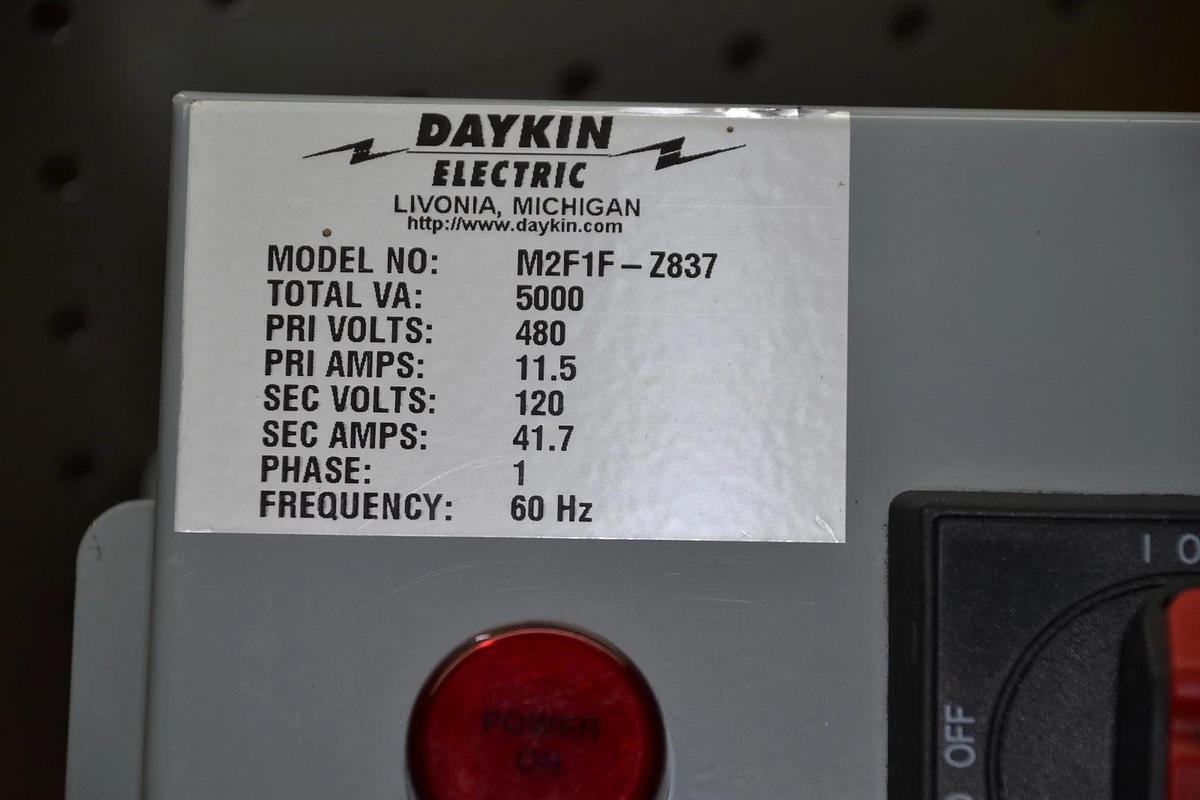 DAYKIN
ELECTRIC
LIVONIA, MICHIGAN
http://www.daykin.com
MODEL NO: M2F1F – Z837
TOTAL VA: 5000
PRI VOLTS: 480
PRI AMPS: 11.5
SEC VOLTS: 120
SEC AMPS: 41.7
PHASE: 1
FREQUENCY: 60 Hz
I O
OFF
POWER
ON